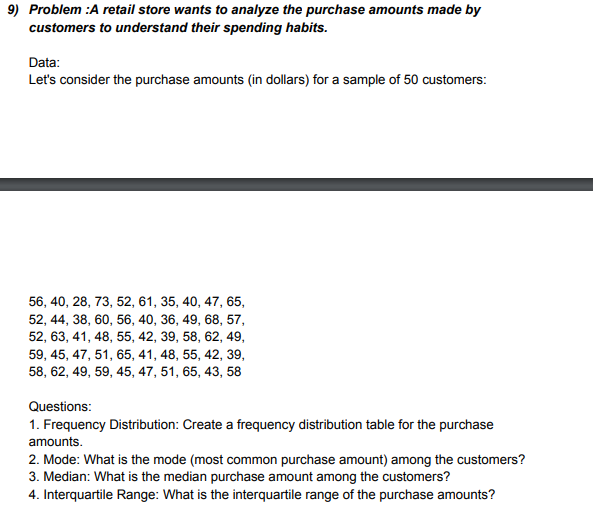 9) Problem :A retail store wants to analyze the purchase amounts made by
customers to understand their spending habits.
Data:
Let's consider the purchase amounts (in dollars) for a sample of 50 customers:
56, 40, 28, 73, 52, 61, 35, 40, 47, 65,
52, 44, 38, 60, 56, 40, 36, 49, 68, 57,
52, 63, 41, 48, 55, 42, 39, 58, 62, 49,
59, 45, 47, 51, 65, 41, 48, 55, 42, 39,
58, 62, 49, 59, 45, 47, 51, 65, 43, 58
Questions:
1. Frequency Distribution: Create a frequency distribution table for the purchase
amounts.
2. Mode: What is the mode (most common purchase amount) among the customers?
3. Median: What is the median purchase amount among the customers?
4. Interquartile Range: What is the interquartile range of the purchase amounts?